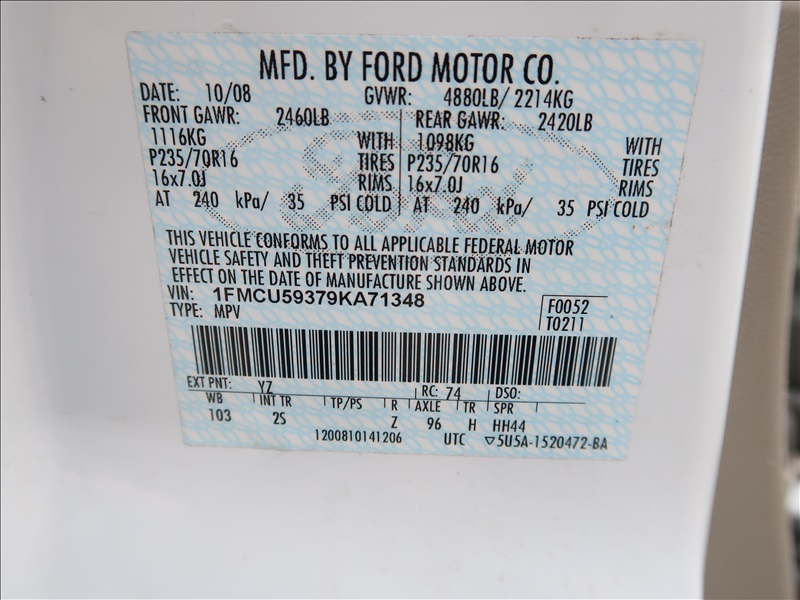 MFD. BY FORD MOTOR CO.
DATE: 10/08 GVWR: 4880LB/ 2214KG
FRONT GAWR: 2460LB REAR GAWR: 2420LB
1116KG WITH 1098KG WITH
P235/70R16 TIRES P235/70R16 TIRES
16x7.0J RIMS 16x7.0J RIMS
AT 240 kPa/ 35 PSI COLD AT 240 kPa/ 35 PSI COLD
THIS VEHICLE CONFORMS TO ALL APPLICABLE FEDERAL MOTOR
VEHICLE SAFETY AND THEFT PREVENTION STANDARDS IN
EFFECT ON THE DATE OF MANUFACTURE SHOWN ABOVE.
VIN: 1FMCU59379KA71348 F0052
TYPE: MPV T0211
EXT PNT: YZ RC: 74 DSO:
WB INT TR TP/PS R AXLE TR SPR
103 2S Z 96 H HH44
1200810141206 UTC ▽5U5A-1520472-BA